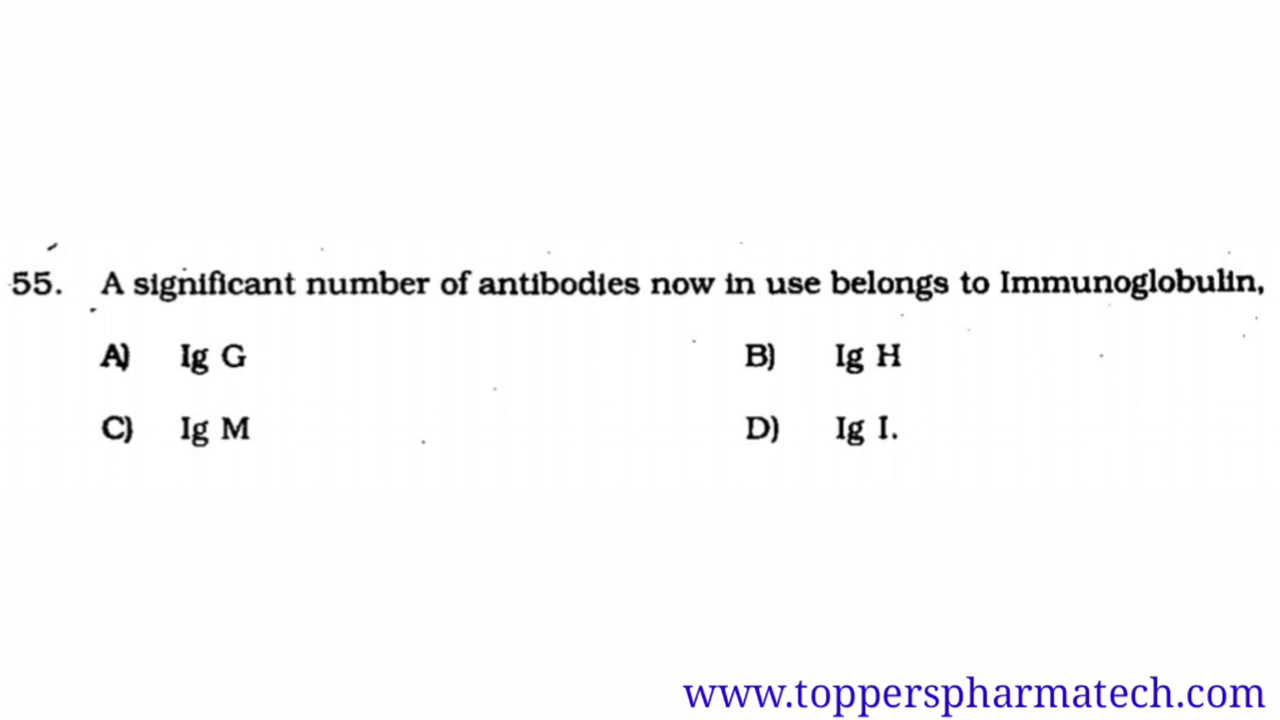 55. A significant number of antibodies now in use belongs to Immunoglobulin,
A) Ig G B) Ig H
C) Ig M D) Ig I.
www.topperspharmatech.com